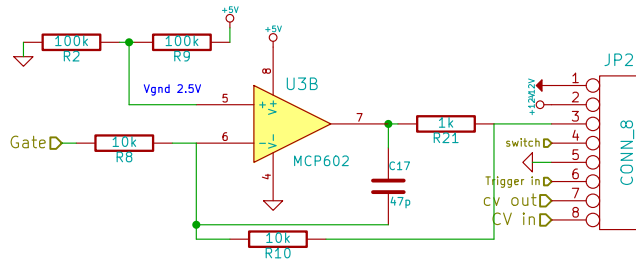 +5V
+5V
100k
R2
100k
R9
JP2
8
U3B
Vgnd 2.5V
5
+
V+
7
1k
R21
Gate
10k
R8
6
-
V-
MCP602
4
C17
47p
10k
R10
+12V
1
2
3
switch
4
5
Trigger in
6
cv out
7
CV in
8
CONN_8